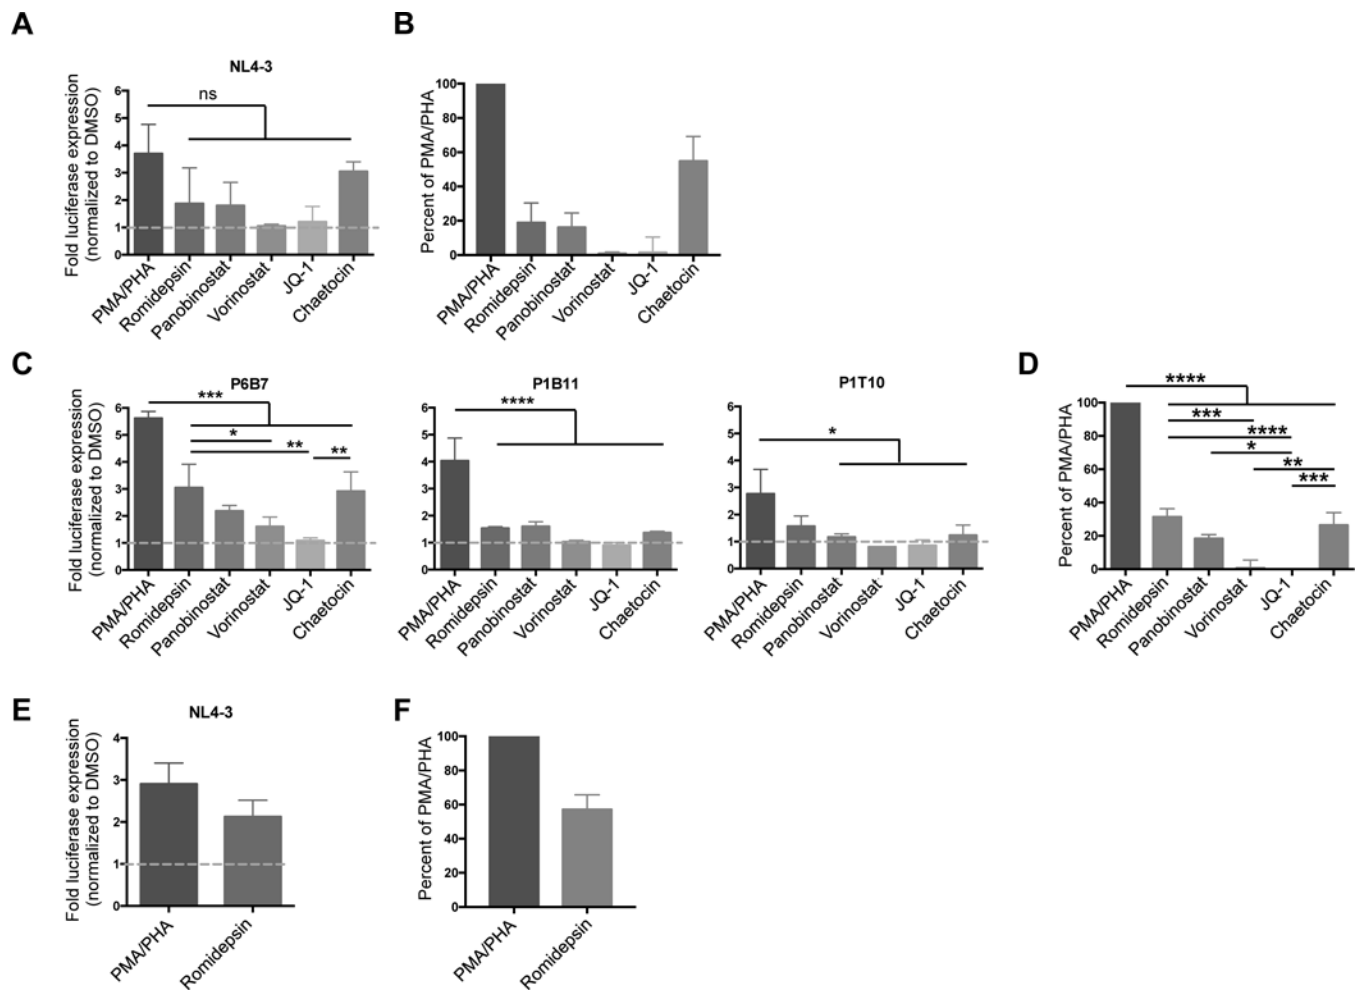 A
NL4-3
Fold luciferase expression
(normalized to DMSO)
6
5
4
3
2
1
0
ns
PMA/PHA
Romidepsin
Panobinostat
Vorinostat
JQ-1
Chaetocin
B
Percent of PMA/PHA
100
80
60
40
20
0
PMA/PHA
Romidepsin
Panobinostat
Vorinostat
JQ-1
Chaetocin
C
P6B7
Fold luciferase expression
(normalized to DMSO)
6
5
4
3
2
1
0
***
*
**
**
PMA/PHA
Romidepsin
Panobinostat
Vorinostat
JQ-1
Chaetocin
P1B11
6
5
4
3
2
1
0
****
PMA/PHA
Romidepsin
Panobinostat
Vorinostat
JQ-1
Chaetocin
P1T10
6
5
4
3
2
1
0
*
PMA/PHA
Romidepsin
Panobinostat
Vorinostat
JQ-1
Chaetocin
D
Percent of PMA/PHA
100
80
60
40
20
0
****
***
****
*
**
***
PMA/PHA
Romidepsin
Panobinostat
Vorinostat
JQ-1
Chaetocin
E
NL4-3
Fold luciferase expression
(normalized to DMSO)
4
3
2
1
0
PMA/PHA
Romidepsin
F
Percent of PMA/PHA
100
80
60
40
20
0
PMA/PHA
Romidepsin